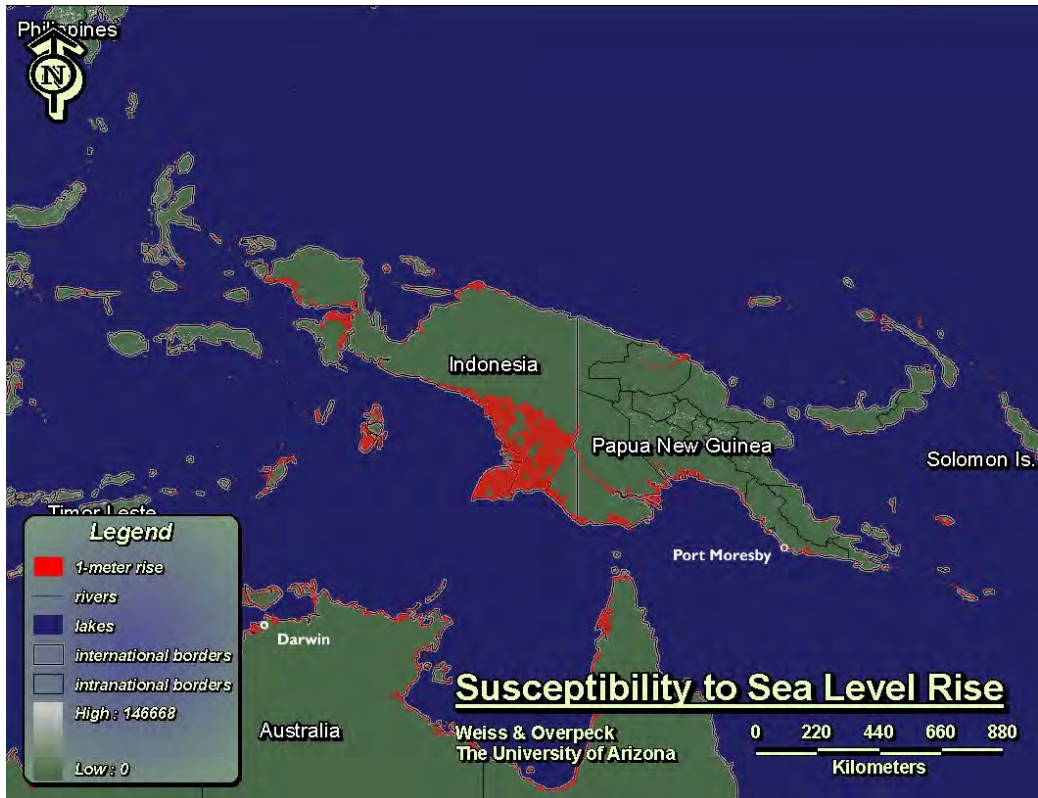 Philippines
N
Indonesia
Papua New Guinea
Solomon Is.
Timor Leste
Port Moresby
Darwin
Australia
Legend
1-meter rise
rivers
lakes
international borders
intranational borders
High : 146668
Low : 0
Susceptibility to Sea Level Rise
Weiss & Overpeck
The University of Arizona
0 220 440 660 880
Kilometers